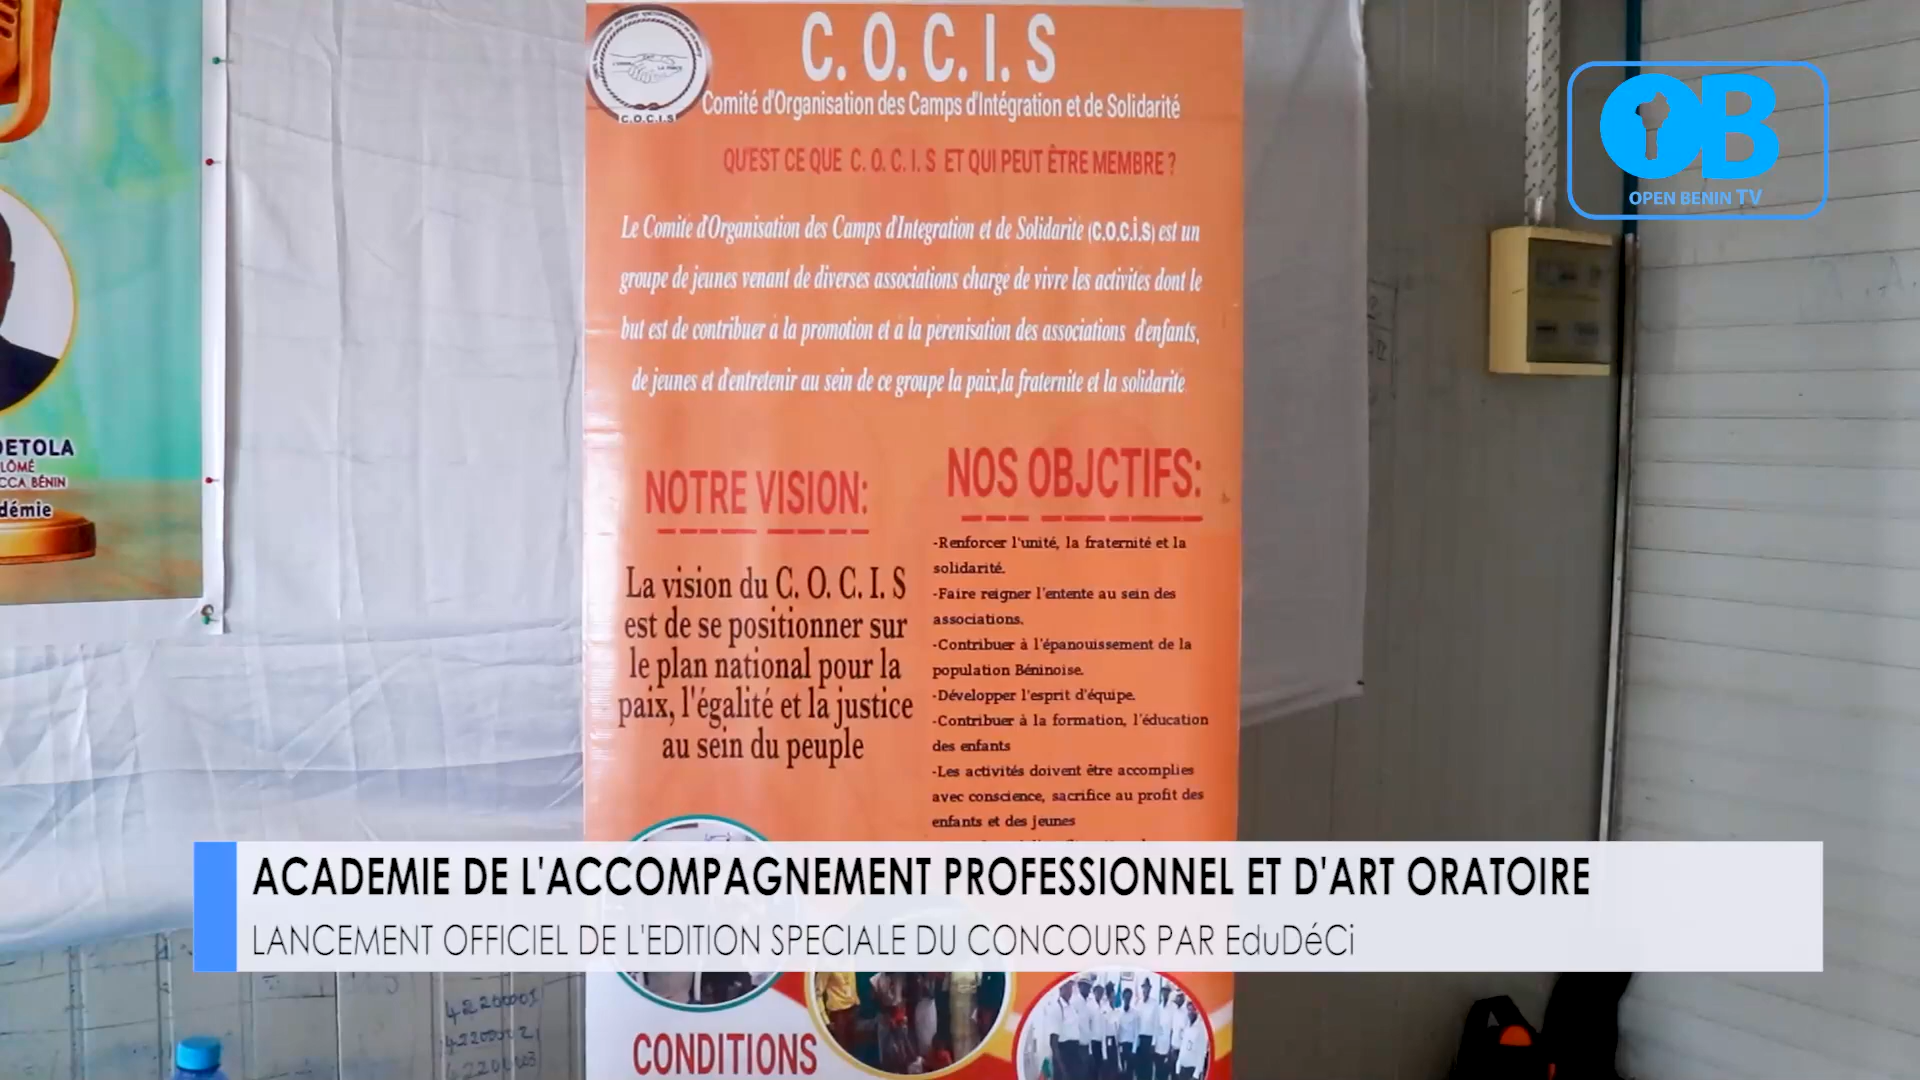 C. O. C. I. S
Comité d'Organisation des Camps d'Intégration et de Solidarité
C.O.C.I.S
QU'EST CE QUE C. O. C. I. S ET QUI PEUT ÊTRE MEMBRE ?
Le Comite d'Organisation des Camps d'Integration et de Solidarite (C.O.C.I.S) est un
groupe de jeunes venant de diverses associations charge de vivre les activites dont le
but est de contribuer a la promotion et a la perenisation des associations d'enfants,
de jeunes et d'entretenir au sein de ce groupe la paix,la fraternite et la solidarite
NOTRE VISION:
La vision du C. O. C. I. S
est de se positionner sur
le plan national pour la
paix, l'égalité et la justice
au sein du peuple
NOS OBJCTIFS:
-Renforcer l'unité, la fraternité et la
solidarité.
-Faire reigner l'entente au sein des
associations.
-Contribuer à l'épanouissement de la
population Béninoise.
-Développer l'esprit d'équipe.
-Contribuer à la formation, l'éducation
des enfants
-Les activités doivent être accomplies
avec conscience, sacrifice au profit des
enfants et des jeunes
CONDITIONS
OETOLA
LÔMÉ
CCA BÉNIN
démie
OB
OPEN BENIN TV
ACADEMIE DE L'ACCOMPAGNEMENT PROFESSIONNEL ET D'ART ORATOIRE
LANCEMENT OFFICIEL DE L'EDITION SPECIALE DU CONCOURS PAR EduDéCi